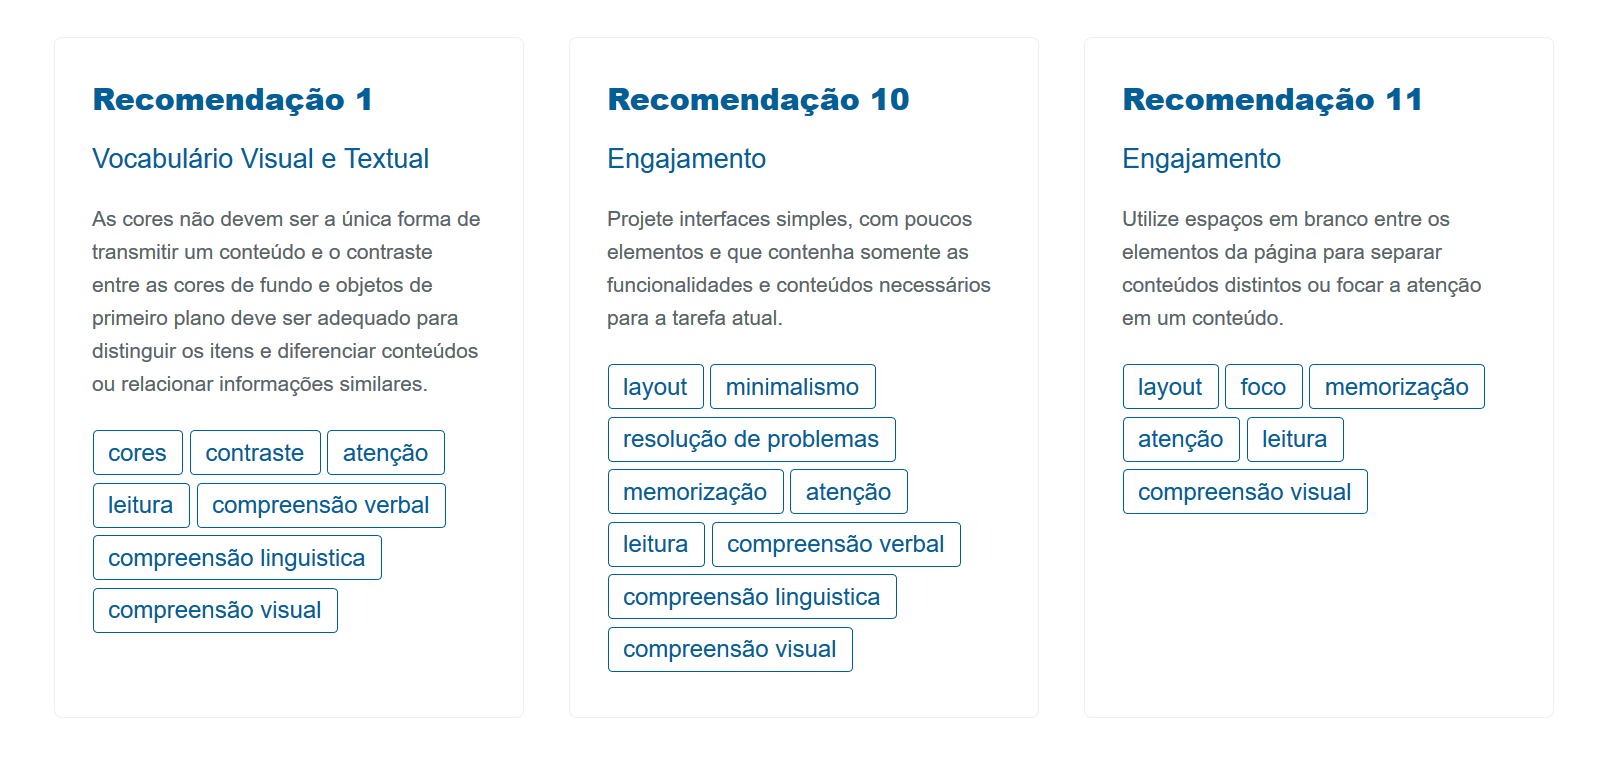 Recomendação 1
Vocabulário Visual e Textual
As cores não devem ser a única forma de
transmitir um conteúdo e o contraste
entre as cores de fundo e objetos de
primeiro plano deve ser adequado para
distinguir os itens e diferenciar conteúdos
ou relacionar informações similares.
cores contraste atenção
leitura compreensão verbal
compreensão linguistica
compreensão visual
Recomendação 10
Engajamento
Projete interfaces simples, com poucos
elementos e que contenha somente as
funcionalidades e conteúdos necessários
para a tarefa atual.
layout minimalismo
resolução de problemas
memorização atenção
leitura compreensão verbal
compreensão linguistica
compreensão visual
Recomendação 11
Engajamento
Utilize espaços em branco entre os
elementos da página para separar
conteúdos distintos ou focar a atenção
em um conteúdo.
layout foco memorização
atenção leitura
compreensão visual